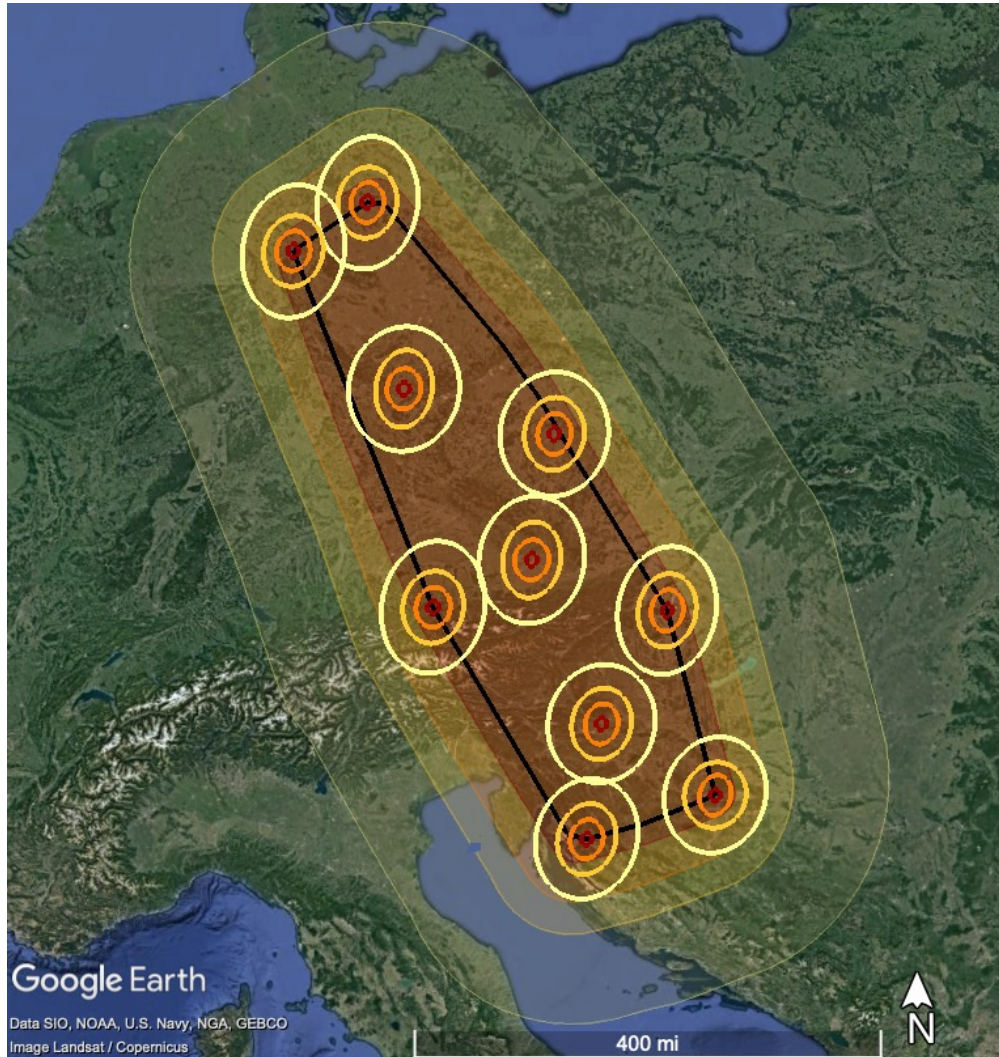 Google Earth
Data SIO, NOAA, U.S. Navy, NGA, GEBCO
Image Landsat / Copernicus
400 mi
N